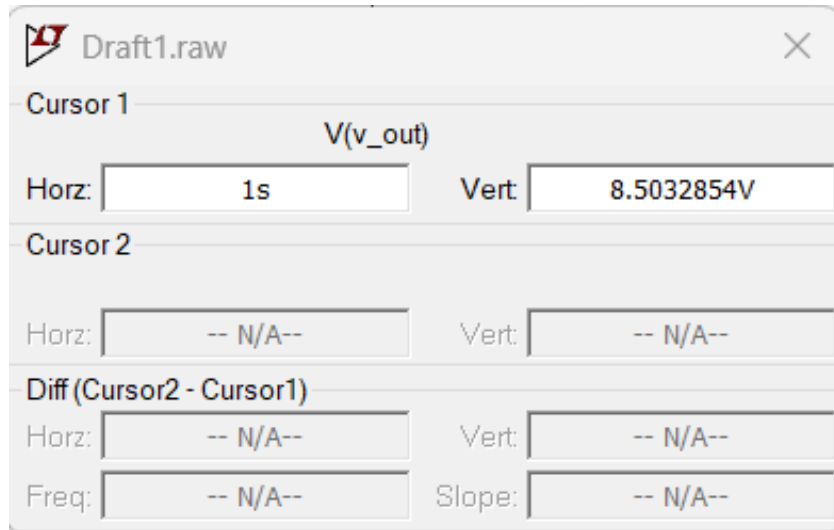 Draft1.raw
Cursor 1
V(v_out)
Horz: 1s Vert: 8.5032854V
Cursor 2
Horz: -- N/A-- Vert: -- N/A--
Diff (Cursor2 - Cursor1)
Horz: -- N/A-- Vert: -- N/A--
Freq: -- N/A-- Slope: -- N/A--